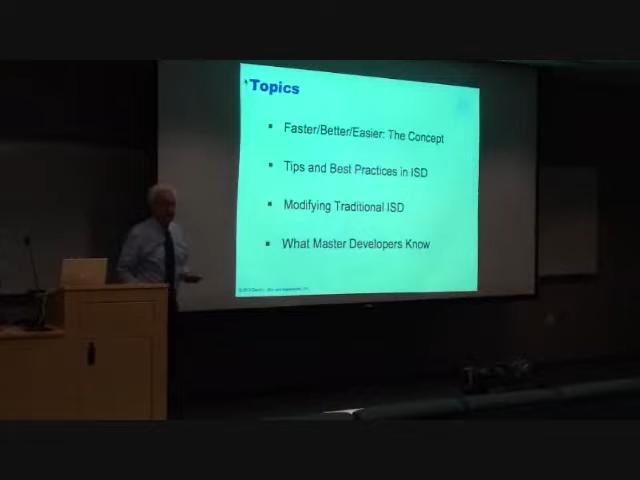 Topics
Faster/Better/Easier: The Concept
Tips and Best Practices in ISD
Modifying Traditional ISD
What Master Developers Know